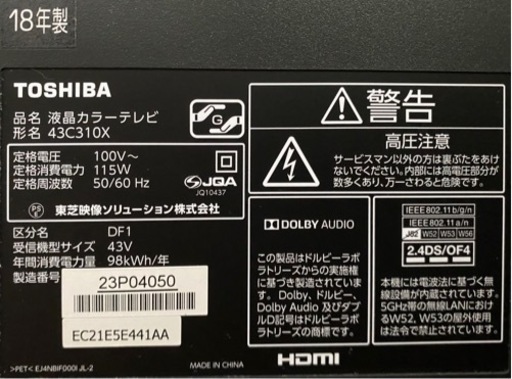 18年製
TOSHIBA
品名 液晶カラーテレビ
形名 43C310X
定格電圧 100V～
定格消費電力 115W
定格周波数 50/60 Hz
JQA
JQ10437
PS
E
東芝映像ソリューション株式会社
区分名 DF1
受信機型サイズ 43V
年間消費電力量 98kWh/年
製造番号
23P04050
EC21E5E441AA
>PET< EJ4NBIF000I JL-2
MADE IN CHINA
G
警告
高圧注意
サービスマン以外の方は裏ぶたをあけ
ないでください。内部には高電圧部分が
数多くあり、万一さわると危険です。
DOLBY AUDIO
この製品はドルビーラボ
ラトリーズからの実施権
に基づき製造されていま
す。Dolby、ドルビー、
Dolby Audio 及びダブ
ルD記号はドルビーラボ
ラトリーズの商標です。
HDMI
IEEE802.11b/g/n
IEEE802.11a/n
J52 W52 W53 W56
2.4DS/OF4
本機には電波法に基づく無
線設備が内蔵されています。
5GHz帯の無線LANにおけ
るW52、W53の屋外使用
は法令で禁止されています。